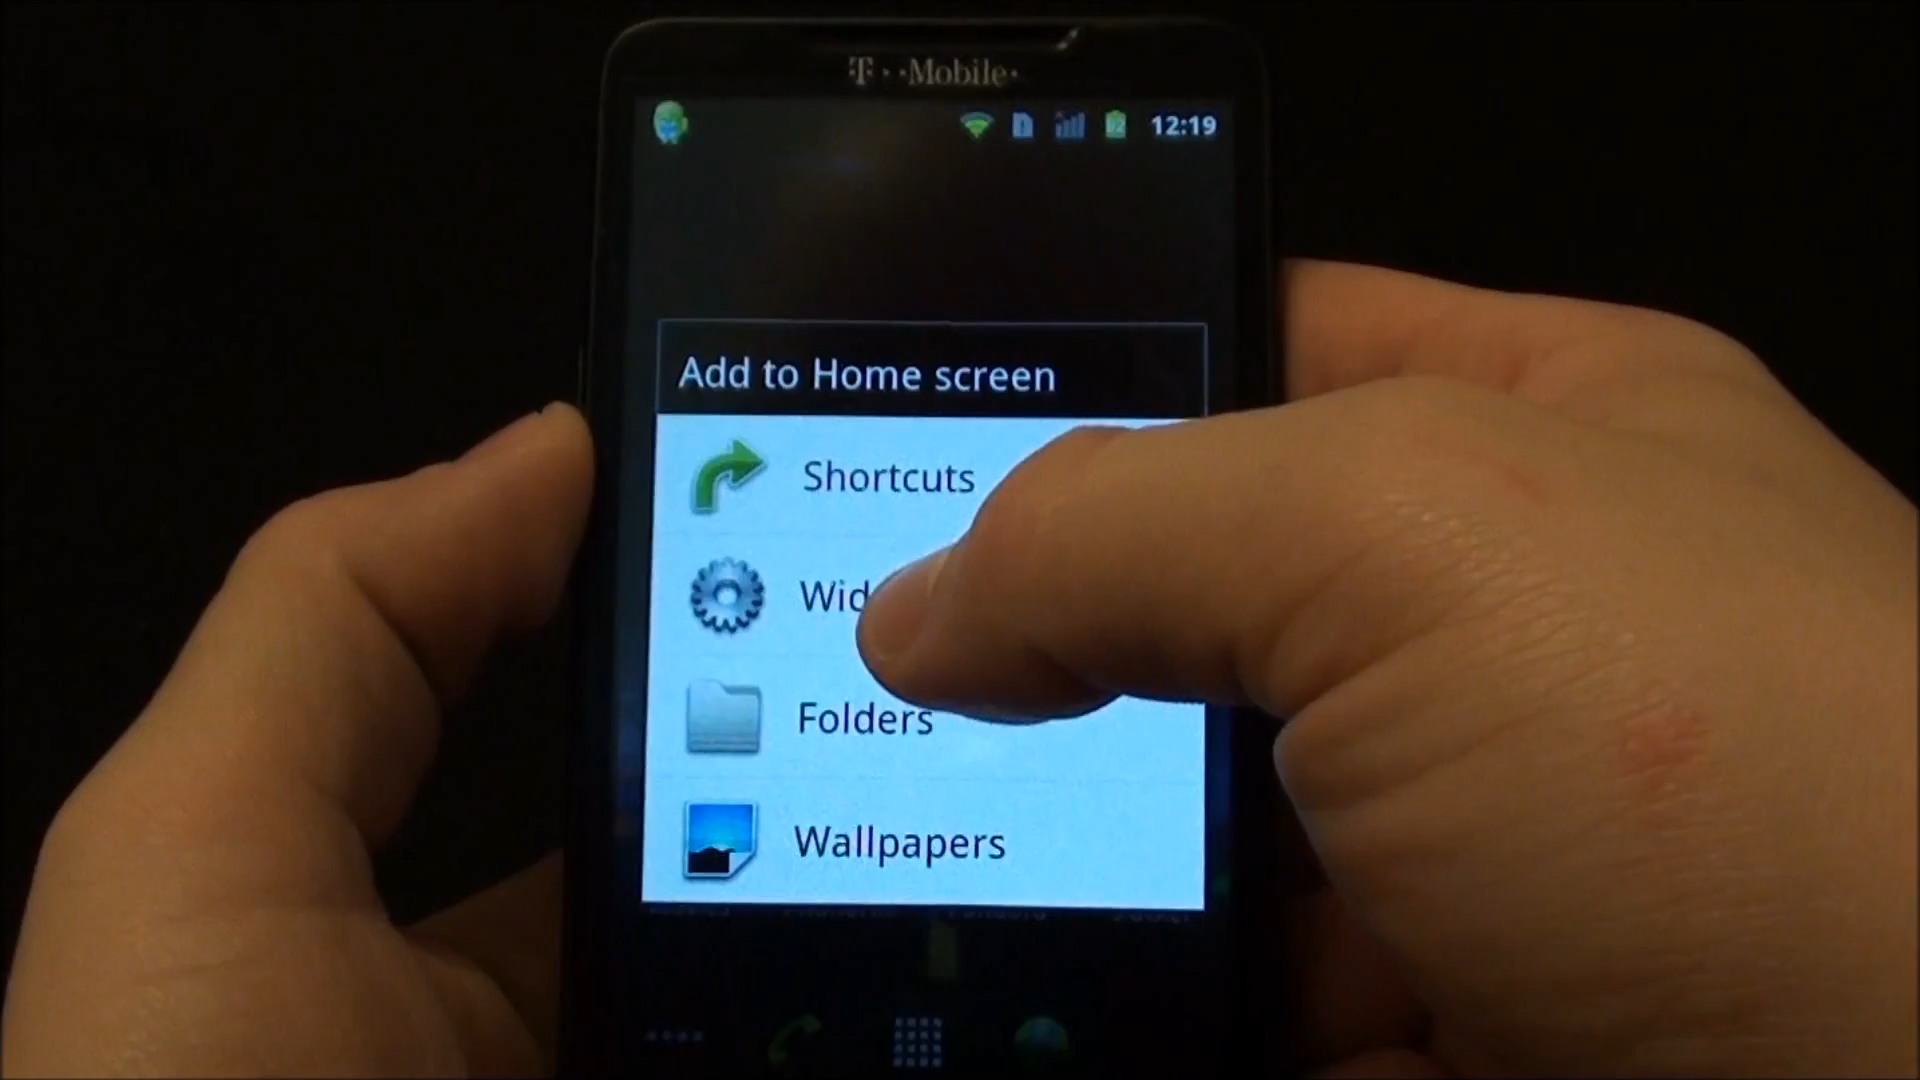 T··Mobile·
12:19
Add to Home screen
Shortcuts
Wid
Folders
Wallpapers